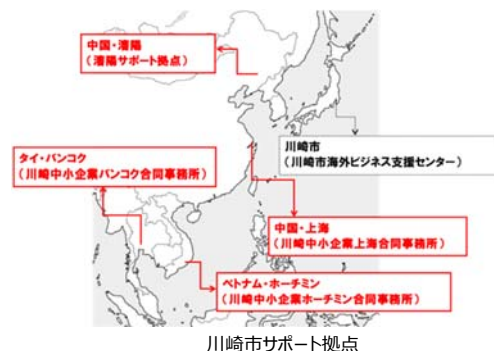 中国・瀋陽
(瀋陽サポート拠点)
川崎市
(川崎市海外ビジネス支援センター)
タイ・バンコク
(川崎中小企業バンコク合同事務所)
中国・上海
(川崎中小企業上海合同事務所)
ベトナム・ホーチミン
(川崎中小企業ホーチミン合同事務所)
川崎市サポート拠点